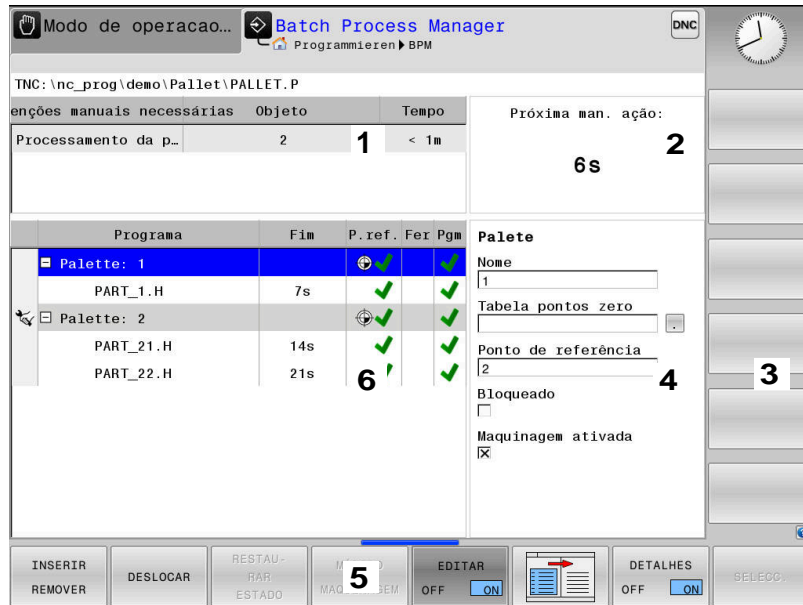 Modo de operacao... Batch Process Manager DNC
Programmieren BPM
TNC:\nc_prog\demo\Pallet\PALLET.P
enções manuais necessárias Objeto Tempo
Processamento da p… 2 1 < 1m
Próxima man. ação:
2
6s
Programa Fim P.ref. Fer Pgm
Palette: 1
PART_1.H 7s
Palette: 2
PART_21.H 14s
PART_22.H 21s
6
Palete
Nome
1
Tabela pontos zero
.
Ponto de referência
2
4
Bloqueado
Maquinagem ativada
3
INSERIR
REMOVER
DESLOCAR
RESTAU-
RAR
ESTADO
5
EDITAR
OFF ON
DETALHES
OFF ON
SELECC.